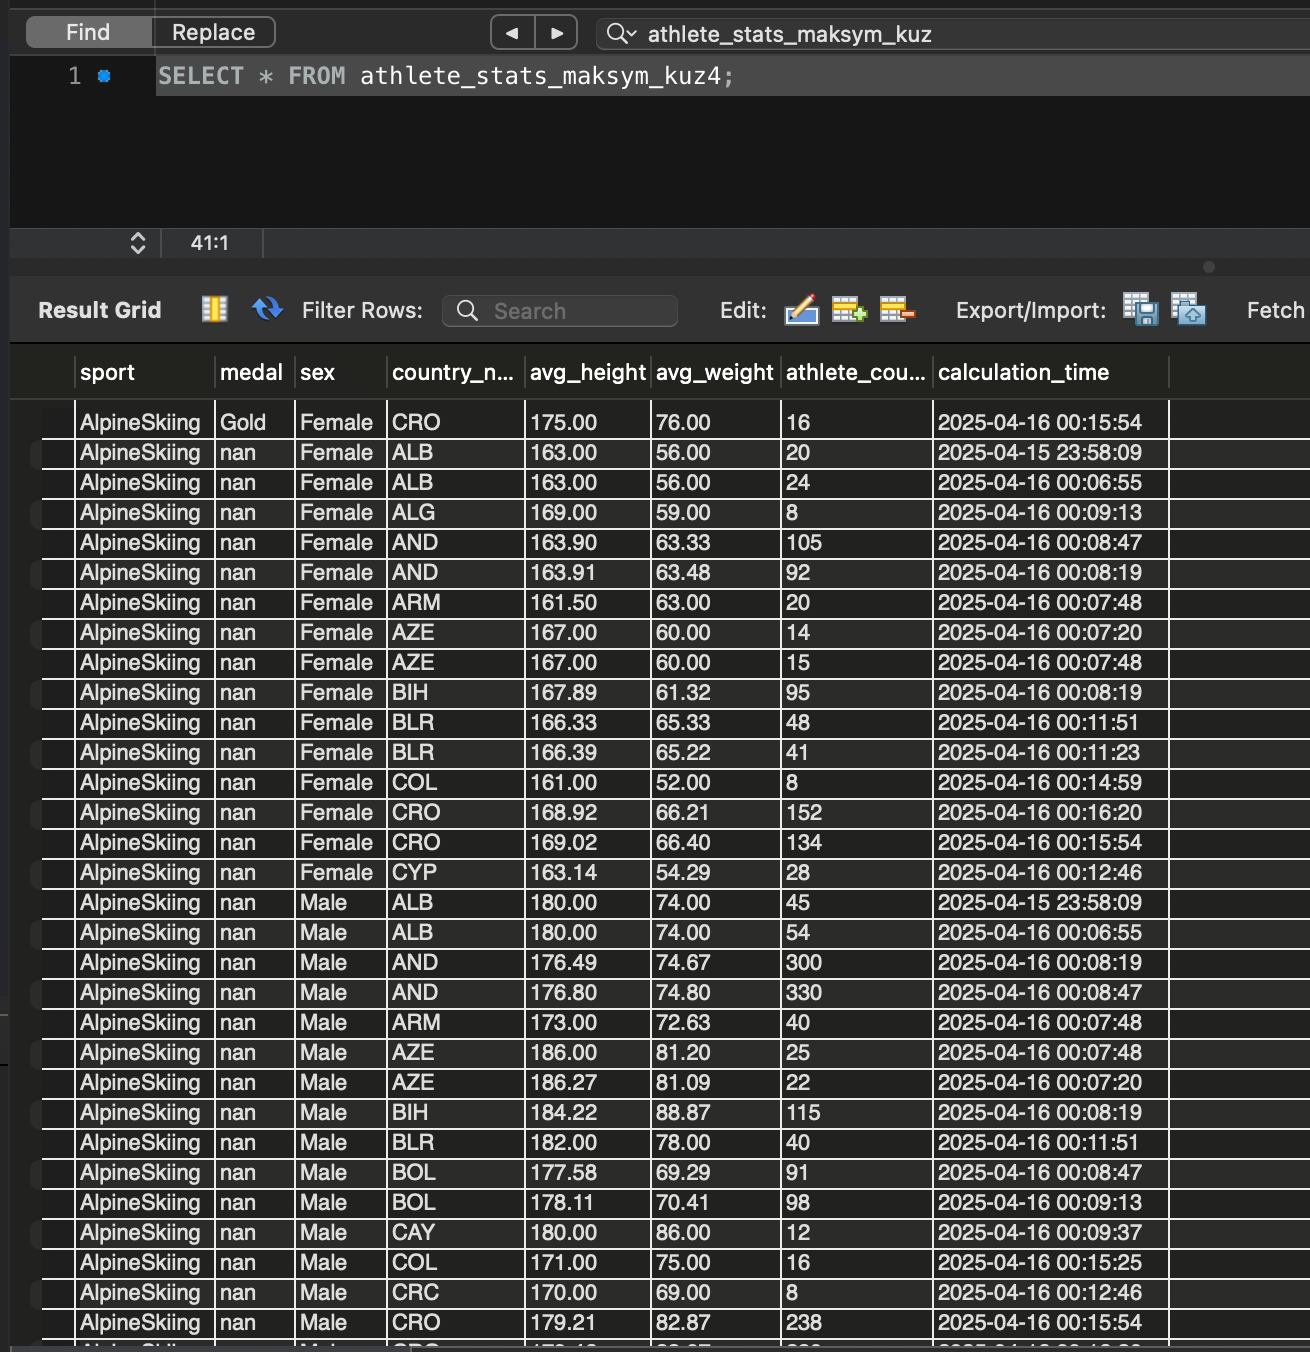 Find Replace ◀ ▶ athlete_stats_maksym_kuz
1 SELECT * FROM athlete_stats_maksym_kuz4;
41:1
Result Grid Filter Rows: Search Edit: Export/Import: Fetch
sport medal sex country_n... avg_height avg_weight athlete_cou... calculation_time
AlpineSkiing Gold Female CRO 175.00 76.00 16 2025-04-16 00:15:54
AlpineSkiing nan Female ALB 163.00 56.00 20 2025-04-15 23:58:09
AlpineSkiing nan Female ALB 163.00 56.00 24 2025-04-16 00:06:55
AlpineSkiing nan Female ALG 169.00 59.00 8 2025-04-16 00:09:13
AlpineSkiing nan Female AND 163.90 63.33 105 2025-04-16 00:08:47
AlpineSkiing nan Female AND 163.91 63.48 92 2025-04-16 00:08:19
AlpineSkiing nan Female ARM 161.50 63.00 20 2025-04-16 00:07:48
AlpineSkiing nan Female AZE 167.00 60.00 14 2025-04-16 00:07:20
AlpineSkiing nan Female AZE 167.00 60.00 15 2025-04-16 00:07:48
AlpineSkiing nan Female BIH 167.89 61.32 95 2025-04-16 00:08:19
AlpineSkiing nan Female BLR 166.33 65.33 48 2025-04-16 00:11:51
AlpineSkiing nan Female BLR 166.39 65.22 41 2025-04-16 00:11:23
AlpineSkiing nan Female COL 161.00 52.00 8 2025-04-16 00:14:59
AlpineSkiing nan Female CRO 168.92 66.21 152 2025-04-16 00:16:20
AlpineSkiing nan Female CRO 169.02 66.40 134 2025-04-16 00:15:54
AlpineSkiing nan Female CYP 163.14 54.29 28 2025-04-16 00:12:46
AlpineSkiing nan Male ALB 180.00 74.00 45 2025-04-15 23:58:09
AlpineSkiing nan Male ALB 180.00 74.00 54 2025-04-16 00:06:55
AlpineSkiing nan Male AND 176.49 74.67 300 2025-04-16 00:08:19
AlpineSkiing nan Male AND 176.80 74.80 330 2025-04-16 00:08:47
AlpineSkiing nan Male ARM 173.00 72.63 40 2025-04-16 00:07:48
AlpineSkiing nan Male AZE 186.00 81.20 25 2025-04-16 00:07:48
AlpineSkiing nan Male AZE 186.27 81.09 22 2025-04-16 00:07:20
AlpineSkiing nan Male BIH 184.22 88.87 115 2025-04-16 00:08:19
AlpineSkiing nan Male BLR 182.00 78.00 40 2025-04-16 00:11:51
AlpineSkiing nan Male BOL 177.58 69.29 91 2025-04-16 00:08:47
AlpineSkiing nan Male BOL 178.11 70.41 98 2025-04-16 00:09:13
AlpineSkiing nan Male CAY 180.00 86.00 12 2025-04-16 00:09:37
AlpineSkiing nan Male COL 171.00 75.00 16 2025-04-16 00:15:25
AlpineSkiing nan Male CRC 170.00 69.00 8 2025-04-16 00:12:46
AlpineSkiing nan Male CRO 179.21 82.87 238 2025-04-16 00:15:54